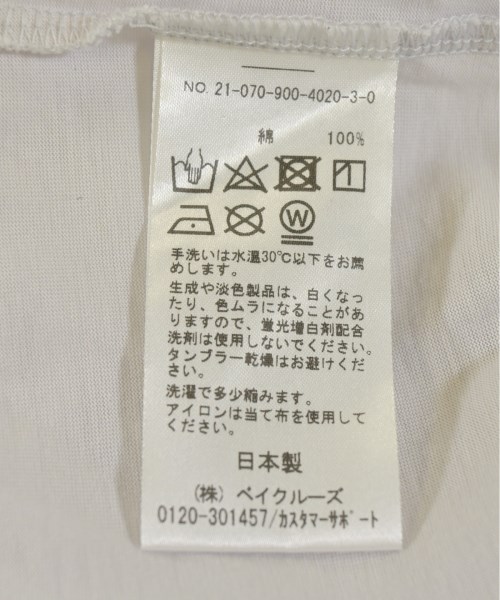 NO. 21-070-900-4020-3-0
綿 100%
W
手洗いは水温30℃以下をお薦
めします。
生成や淡色製品は、白くなっ
たり、色ムラになることがあ
りますので、蛍光増白剤配合
洗剤は使用しないでください。
タンブラー乾燥はお避けくださ
い。
洗濯で多少縮みます。
アイロンは当て布を使用して
ください。
日本製
(株) ベイクルーズ
0120-301457/カスタマーサポート